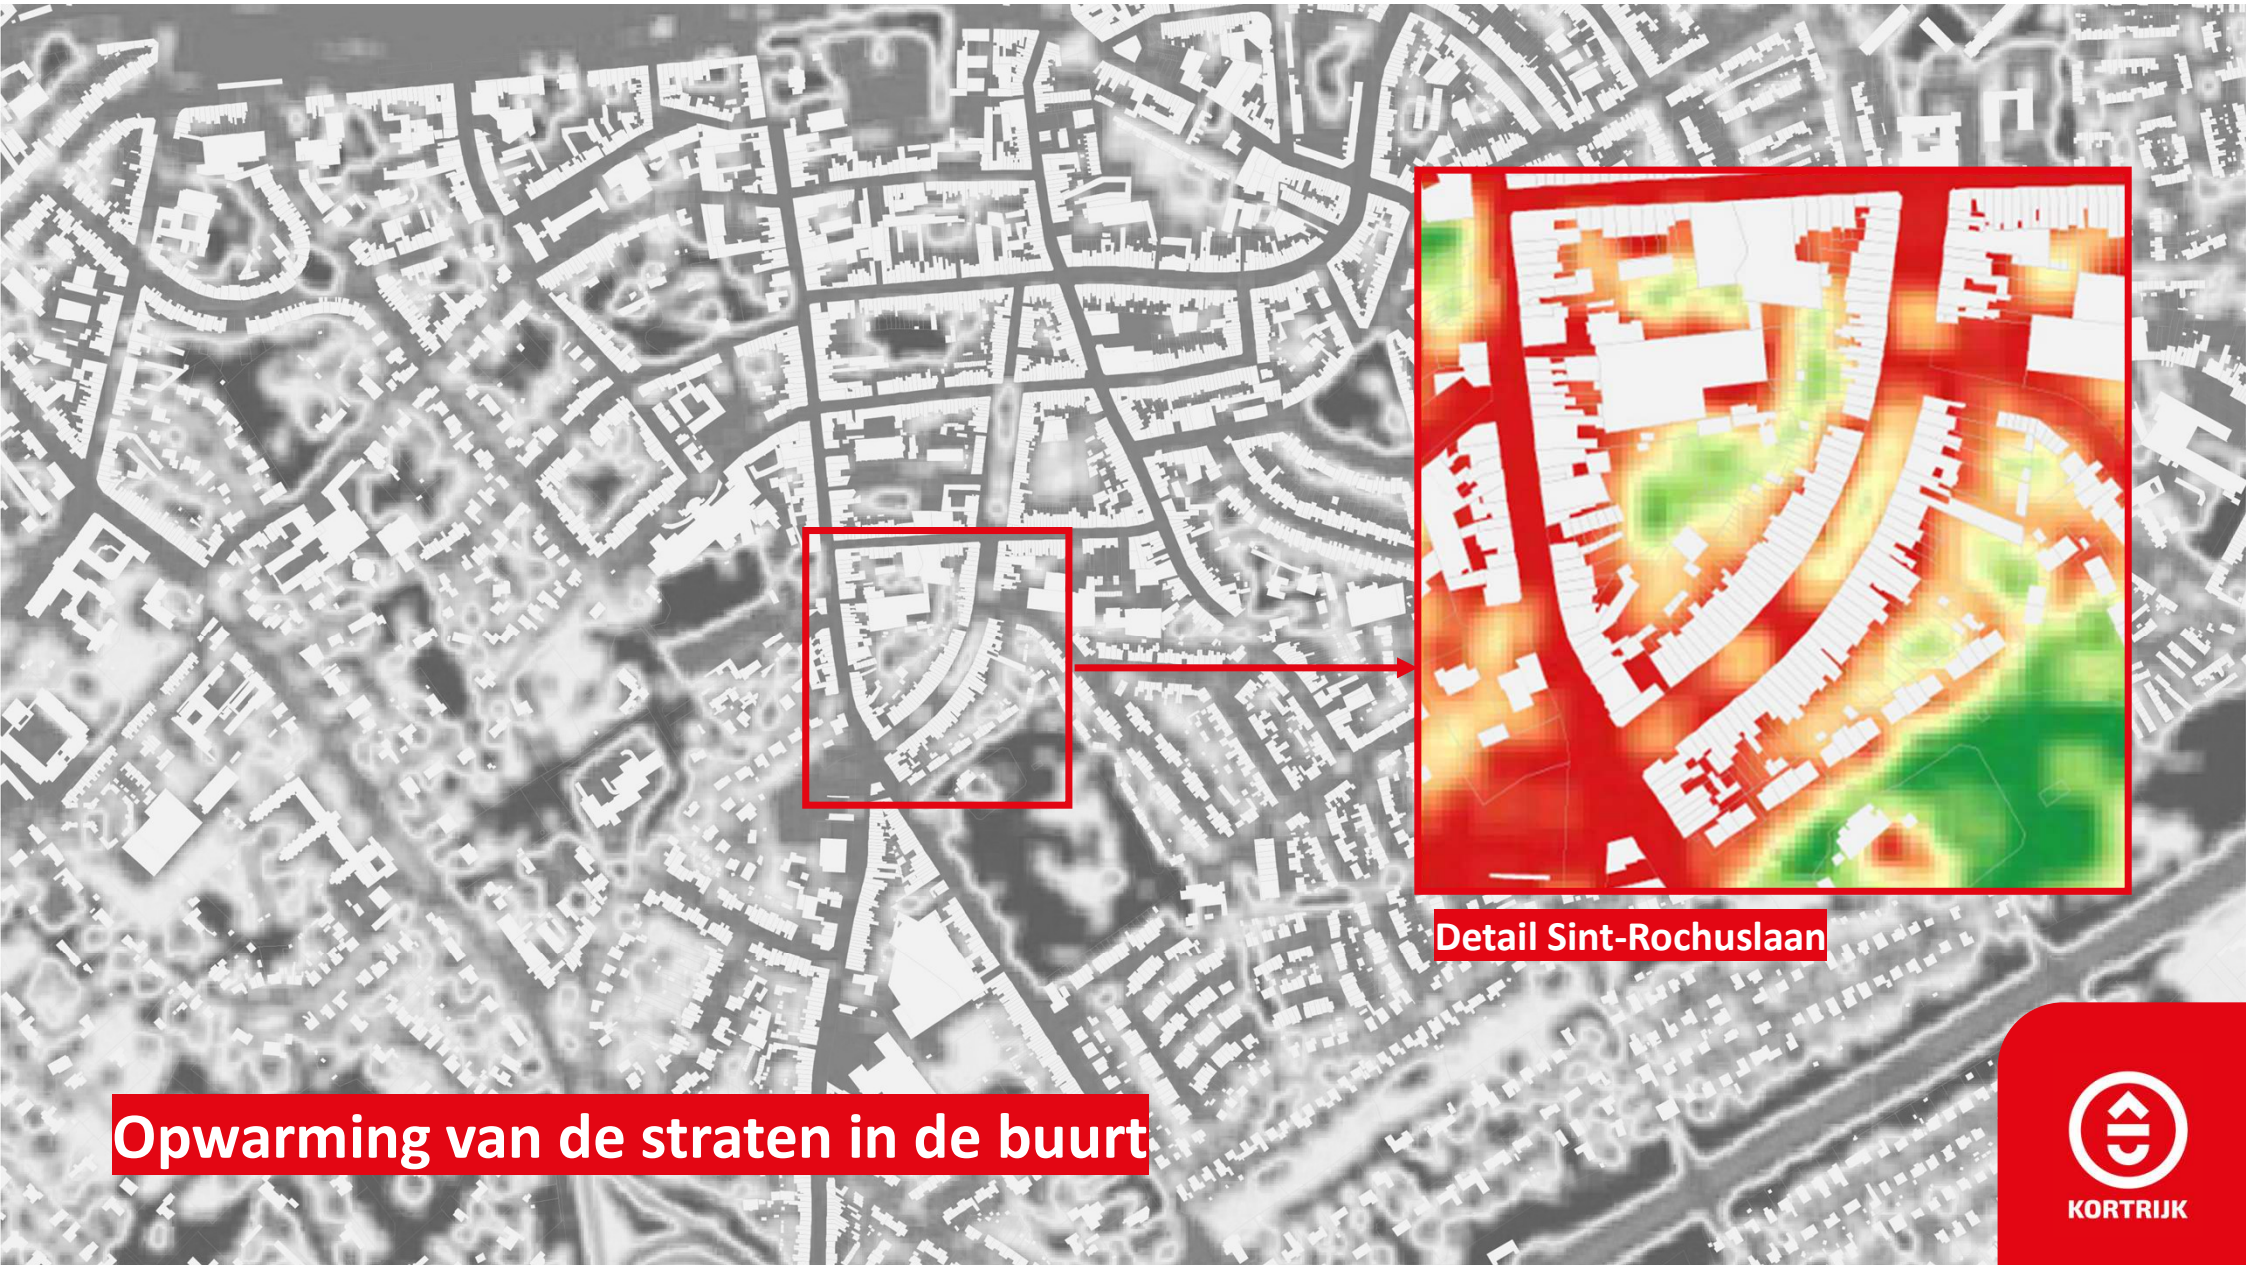 Detail Sint-Rochuslaan
Opwarming van de straten in de buurt
KORTRIJK